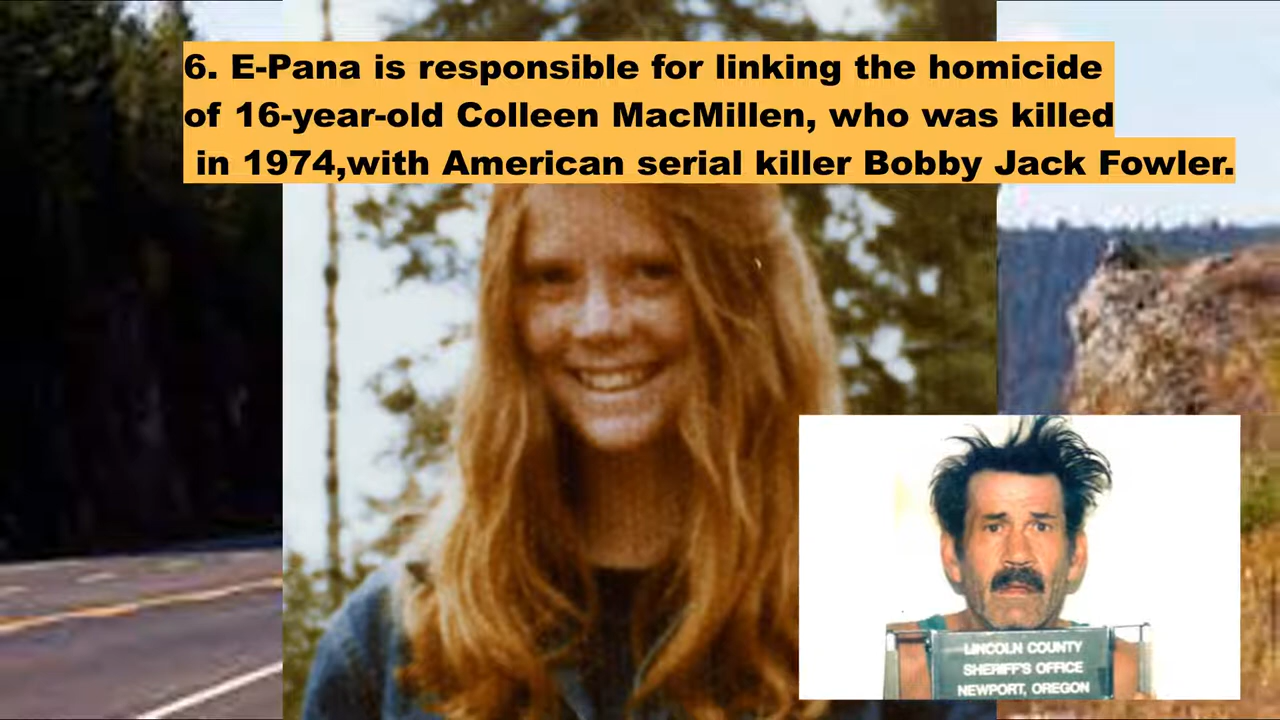 6. E-Pana is responsible for linking the homicide
of 16-year-old Colleen MacMillen, who was killed
in 1974,with American serial killer Bobby Jack Fowler.
LINCOLN COUNTY
SHERIFF'S OFFICE
NEWPORT, OREGON